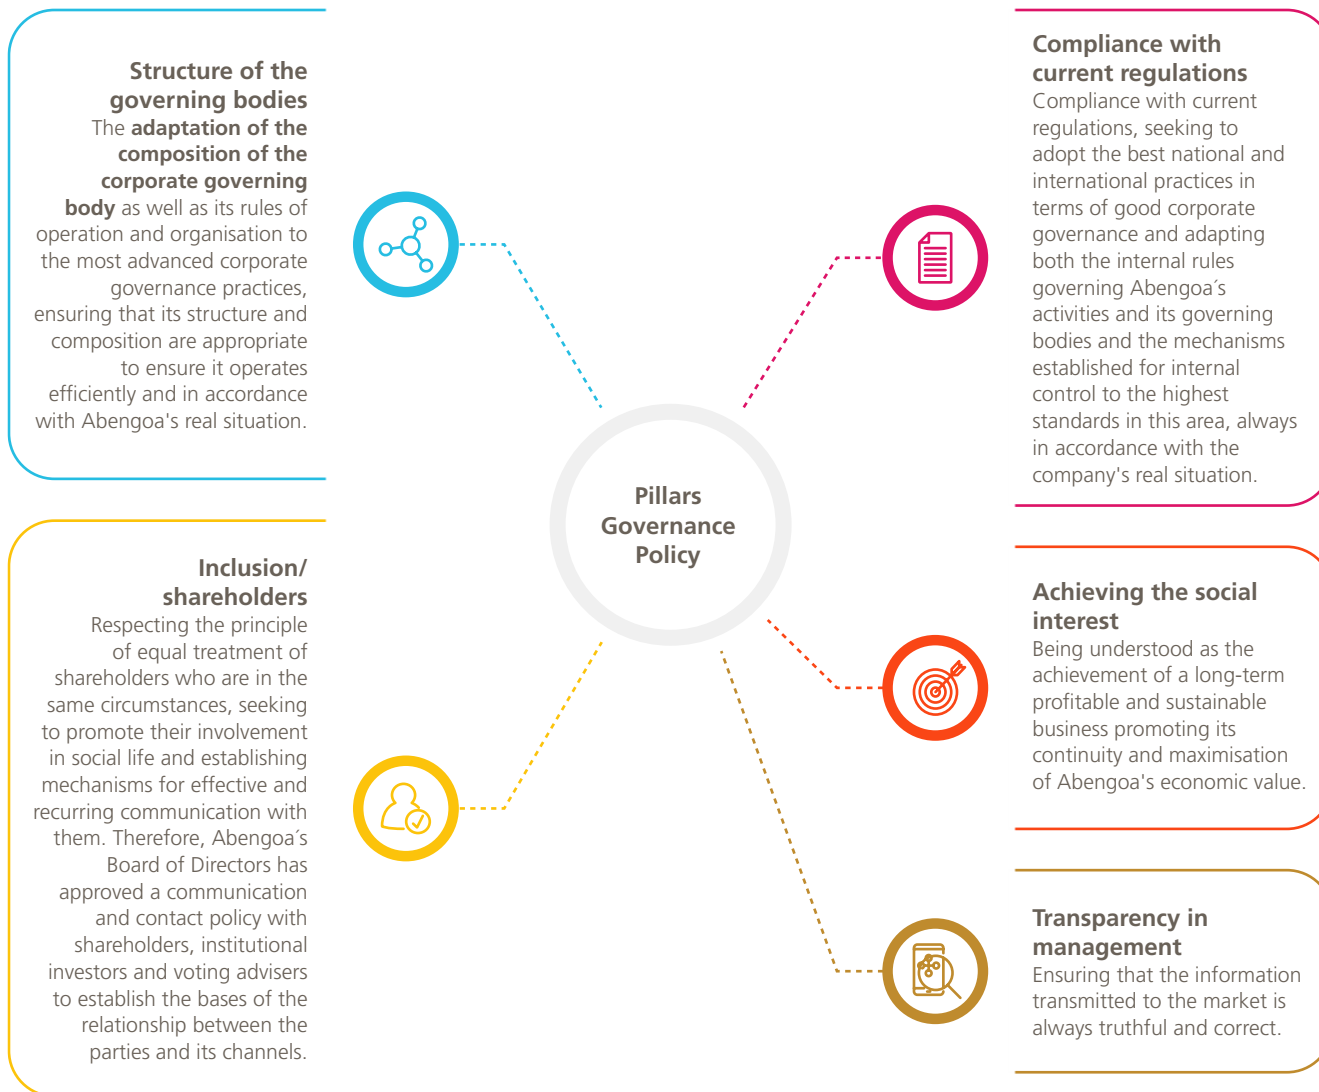 Structure of the
governing bodies
The adaptation of the
composition of the
corporate governing
body as well as its rules of
operation and organisation to
the most advanced corporate
governance practices,
ensuring that its structure and
composition are appropriate
to ensure it operates
efficiently and in accordance
with Abengoa's real situation.
Inclusion/
shareholders
Respecting the principle
of equal treatment of
shareholders who are in the
same circumstances, seeking
to promote their involvement
in social life and establishing
mechanisms for effective and
recurring communication with
them. Therefore, Abengoa´s
Board of Directors has
approved a communication
and contact policy with
shareholders, institutional
investors and voting advisers
to establish the bases of the
relationship between the
parties and its channels.
Pillars
Governance
Policy
Compliance with
current regulations
Compliance with current
regulations, seeking to
adopt the best national and
international practices in
terms of good corporate
governance and adapting
both the internal rules
governing Abengoa´s
activities and its governing
bodies and the mechanisms
established for internal
control to the highest
standards in this area, always
in accordance with the
company's real situation.
Achieving the social
interest
Being understood as the
achievement of a long-term
profitable and sustainable
business promoting its
continuity and maximisation
of Abengoa's economic value.
Transparency in
management
Ensuring that the information
transmitted to the market is
always truthful and correct.